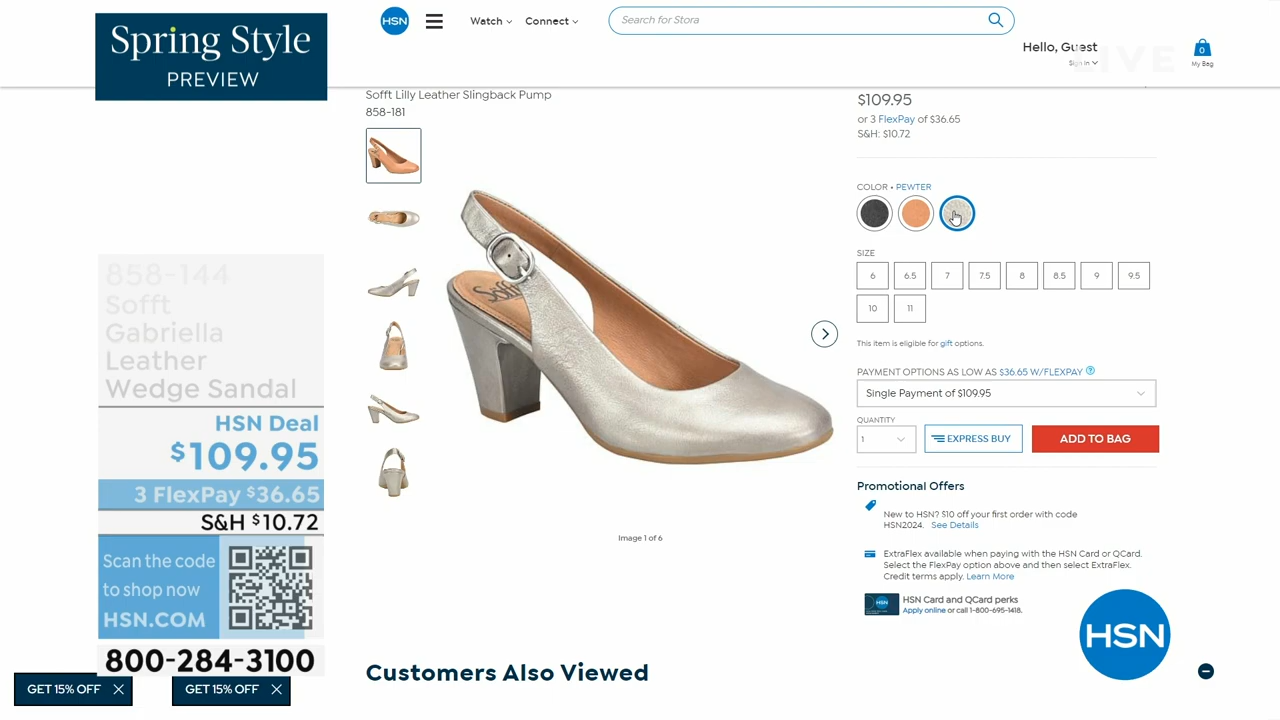 Spring Style
PREVIEW
HSN
Watch
Connect
Search for Stora
Hello, Guest
Sign In
LIVE
0
My Bag
Sofft Lilly Leather Slingback Pump
858-181
$109.95
or 3 FlexPay of $36.65
S&H: $10.72
COLOR • PEWTER
SIZE
6 6.5 7 7.5 8 8.5 9 9.5
10 11
This item is eligible for gift options.
PAYMENT OPTIONS AS LOW AS $36.65 W/FLEXPAY ?
Single Payment of $109.95
QUANTITY
1
EXPRESS BUY
ADD TO BAG
Promotional Offers
New to HSN? $10 off your first order with code
HSN2024. See Details
ExtraFlex available when paying with the HSN Card or QCard.
Select the FlexPay option above and then select ExtraFlex.
Credit terms apply. Learn More
HSN
HSN Card and QCard perks
Apply online or call 1-800-695-1418.
Söfft
Image 1 of 6
858-144
Sofft
Gabriella
Leather
Wedge Sandal
HSN Deal
$109.95
3 FlexPay $36.65
S&H $10.72
Scan the code
to shop now
HSN.COM
800-284-3100
GET 15% OFF
GET 15% OFF
Customers Also Viewed
HSN